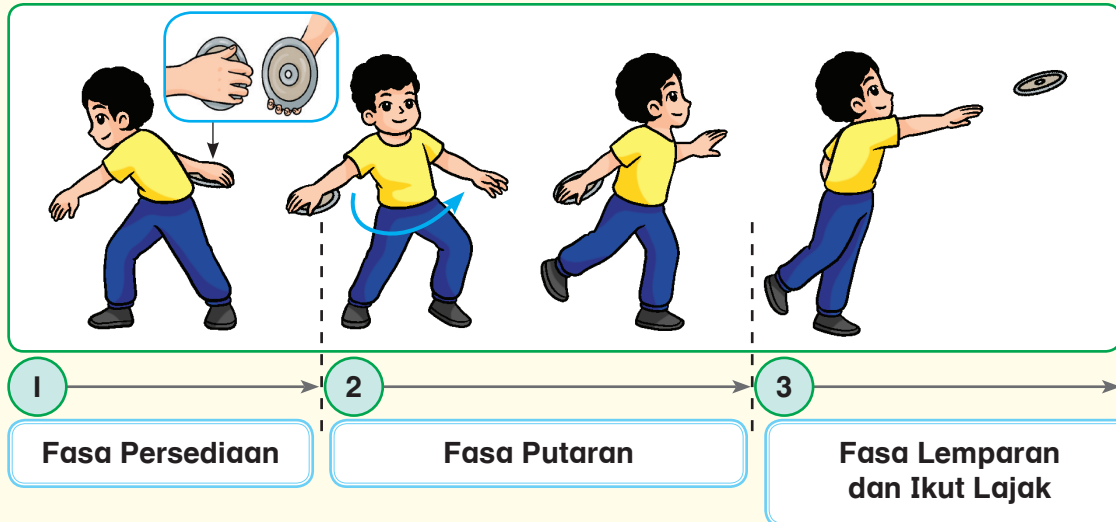 1
2
3
Fasa Persediaan
Fasa Putaran
Fasa Lemparan
dan Ikut Lajak